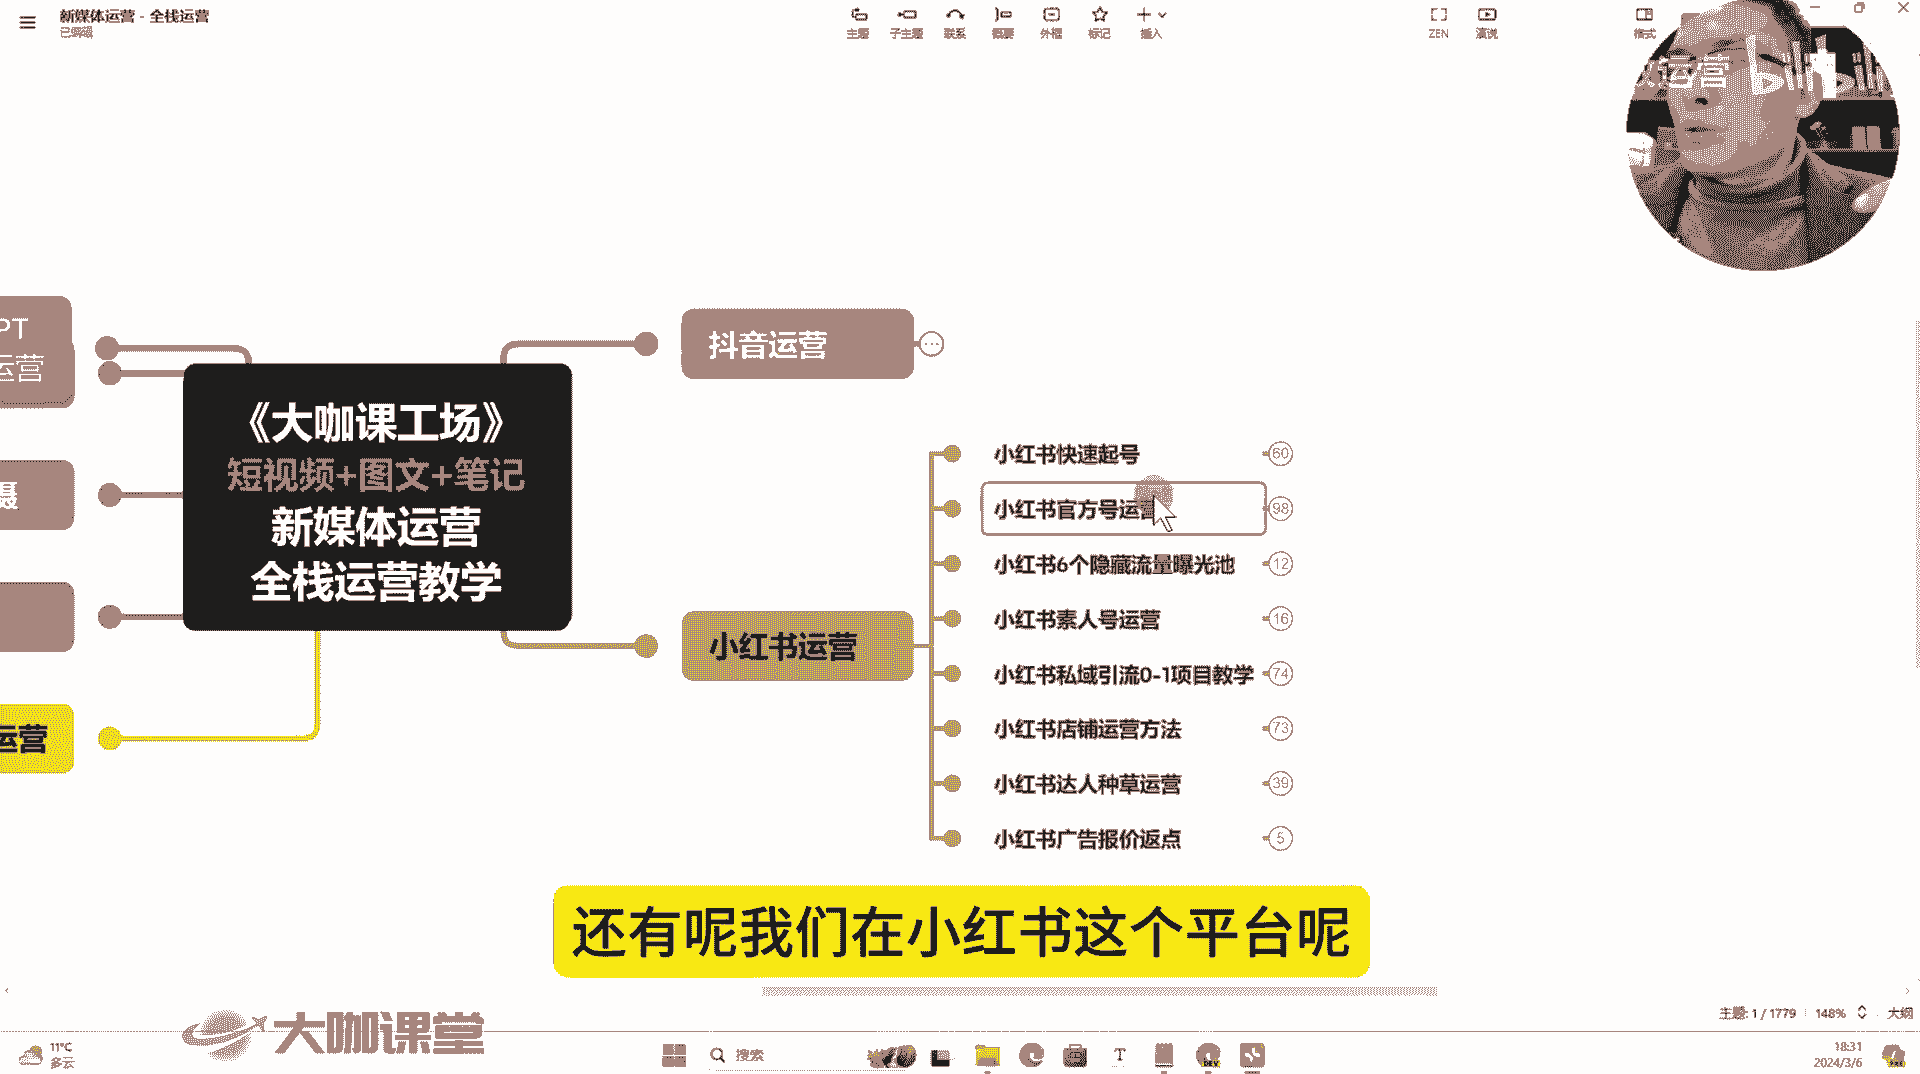 新媒体运营 - 全栈运营
已编辑
主题
子主题
联系
概要
外框
标记
插入
ZEN
演说
格式
运营 bilibili
PT
运营
摄
运营
《大咖课工场》
短视频+图文+笔记
新媒体运营
全栈运营教学
抖音运营
小红书运营
小红书快速起号 60
小红书官方号运营 98
小红书6个隐藏流量曝光池 12
小红书素人号运营 16
小红书私域引流0-1项目教学 74
小红书店铺运营方法 73
小红书达人种草运营 39
小红书广告报价返点 5
还有呢我们在小红书这个平台呢
大咖课堂
主题: 1 / 1779
148%
大纲
11°C
多云
搜索
18:31
2024/3/6